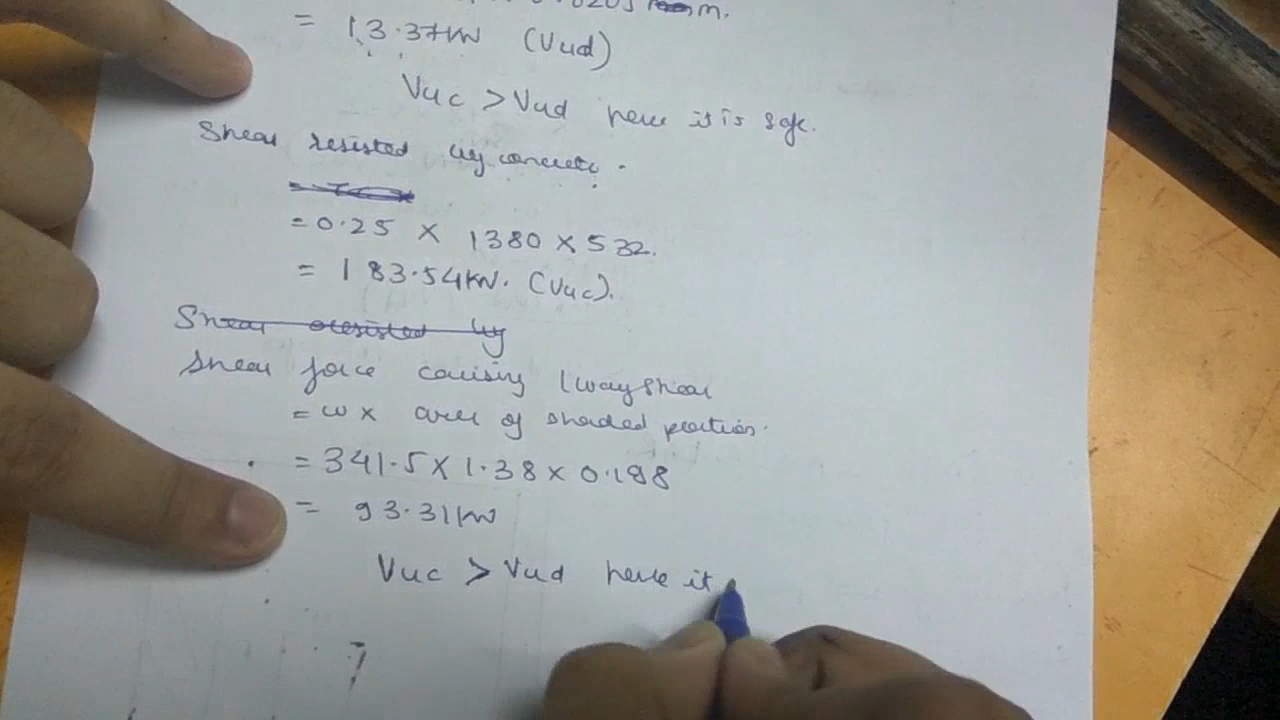 = 13.37kN (Vud)
Vuc > Vud hence it is safe.
Shear resisted by concrete.
= 0.25 × 1380 × 532.
= 183.54kN. (Vuc).
Shear resisted by
Shear force causing 1way shear
= w × area of shaded portion.
= 341.5 × 1.38 × 0.198
= 93.31kN
Vuc > Vud hence it